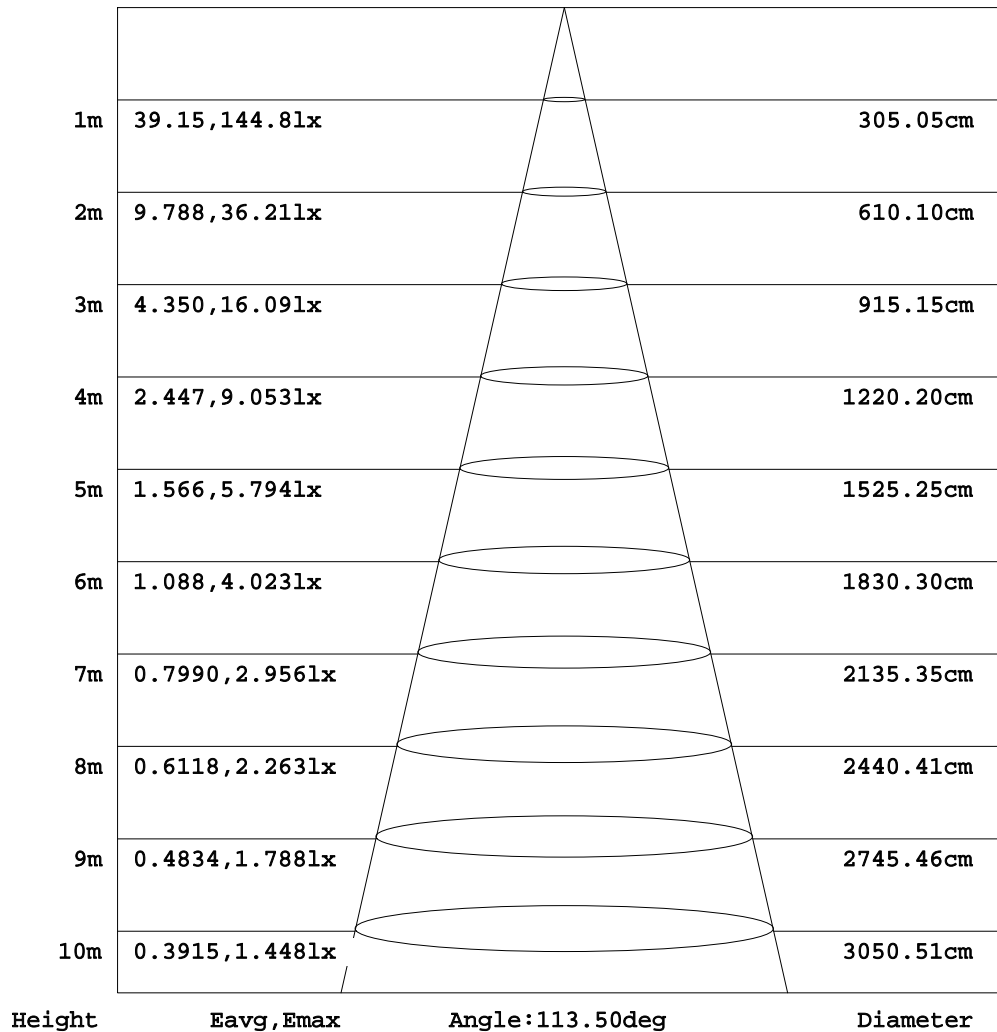 1m 39.15,144.8lx 305.05cm
2m 9.788,36.21lx 610.10cm
3m 4.350,16.09lx 915.15cm
4m 2.447,9.053lx 1220.20cm
5m 1.566,5.794lx 1525.25cm
6m 1.088,4.023lx 1830.30cm
7m 0.7990,2.956lx 2135.35cm
8m 0.6118,2.263lx 2440.41cm
9m 0.4834,1.788lx 2745.46cm
10m 0.3915,1.448lx 3050.51cm
Height Eavg,Emax Angle:113.50deg Diameter